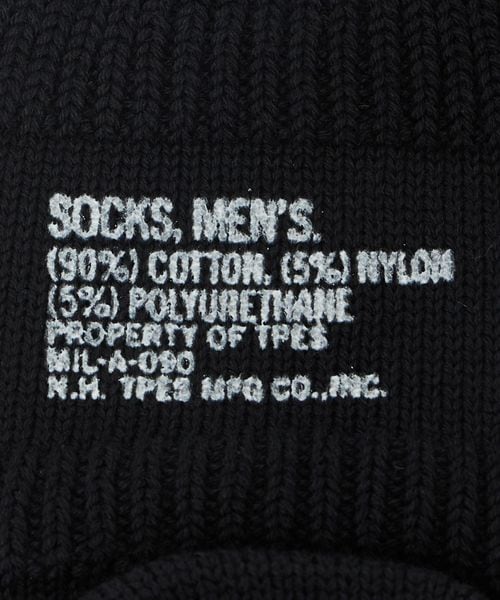 SOCKS, MEN'S.
(90%) COTTON. (5%) NYLON
(5%) POLYURETHANE
PROPERTY OF TPES
MIL-A-090
N.H. TPES MFG CO.,INC.